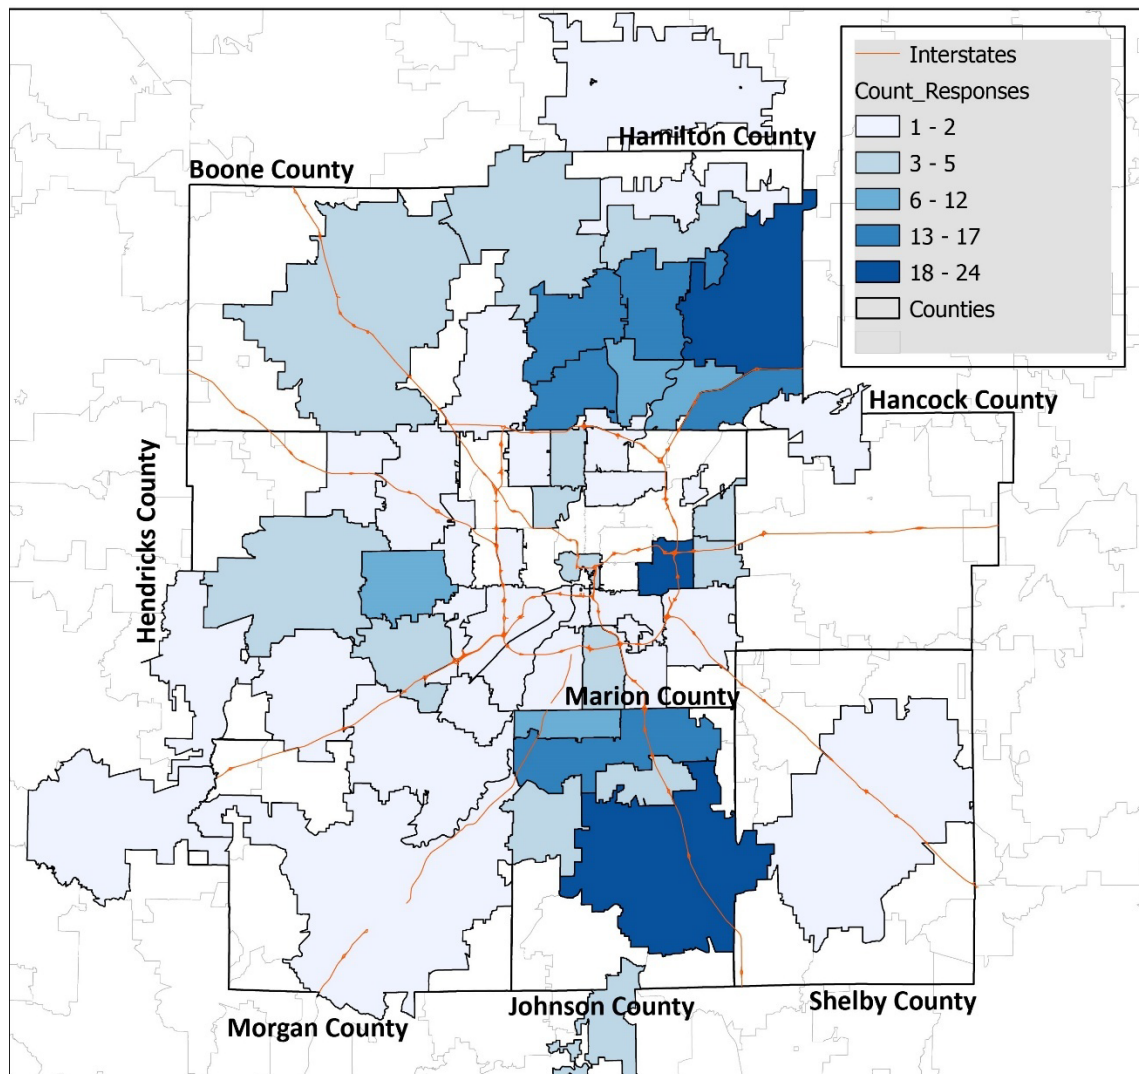 Interstates
Count_Responses
1 - 2
3 - 5
6 - 12
13 - 17
18 - 24
Counties
Hamilton County
Boone County
Hancock County
Hendricks County
Marion County
Johnson County
Shelby County
Morgan County